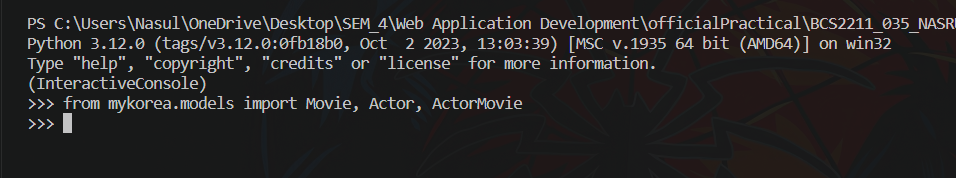 PS C:\Users\Nasul\OneDrive\Desktop\SEM_4\Web Application Development\officialPractical\BCS2211_035_NASRU
Python 3.12.0 (tags/v3.12.0:0fb18b0, Oct  2 2023, 13:03:39) [MSC v.1935 64 bit (AMD64)] on win32
Type "help", "copyright", "credits" or "license" for more information.
(InteractiveConsole)
>>> from mykorea.models import Movie, Actor, ActorMovie
>>>